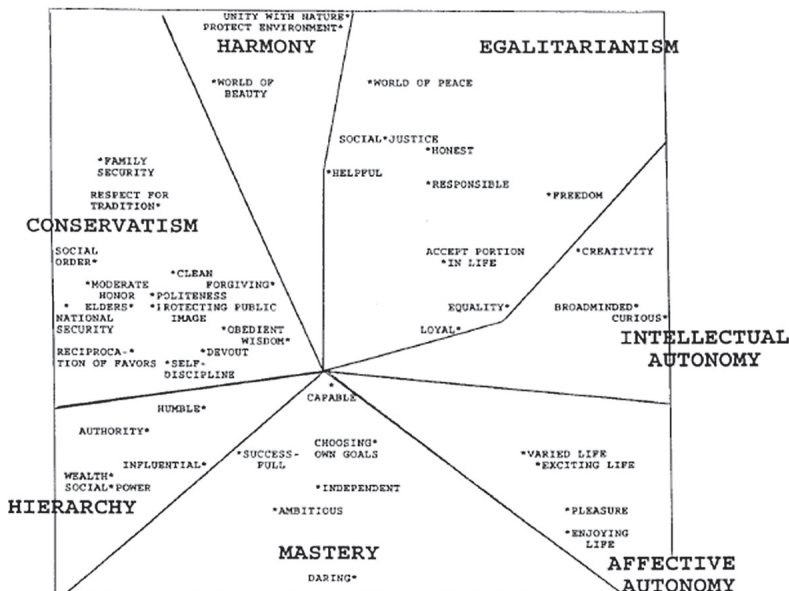 UNITY WITH NATURE*
PROTECT ENVIRONMENT*
HARMONY
EGALITARIANISM
*WORLD OF
BEAUTY
*WORLD OF PEACE
SOCIAL*JUSTICE
*HONEST
*FAMILY
SECURITY
*HELPFUL
*RESPONSIBLE
RESPECT FOR
TRADITION*
*FREEDOM
CONSERVATISM
SOCIAL
ORDER*
ACCEPT PORTION
*IN LIFE
*CREATIVITY
*CLEAN
*MODERATE
FORGIVING*
HONOR
*POLITENESS
* ELDERS*
*PROTECTING PUBLIC
IMAGE
NATIONAL
SECURITY
EQUALITY*
BROADMINDED*
CURIOUS*
*OBEDIENT
WISDOM*
LOYAL*
INTELLECTUAL
AUTONOMY
RECIPROCA-*
TION OF FAVORS
*DEVOUT
*SELF-
DISCIPLINE
*
CAPABLE
HUMBLE*
AUTHORITY*
CHOOSING*
OWN GOALS
*SUCCESS-
FULL
INFLUENTIAL*
*VARIED LIFE
*EXCITING LIFE
WEALTH*
SOCIAL*POWER
*INDEPENDENT
HIERARCHY
*AMBITIOUS
*PLEASURE
*ENJOYING
LIFE
MASTERY
AFFECTIVE
AUTONOMY
DARING*